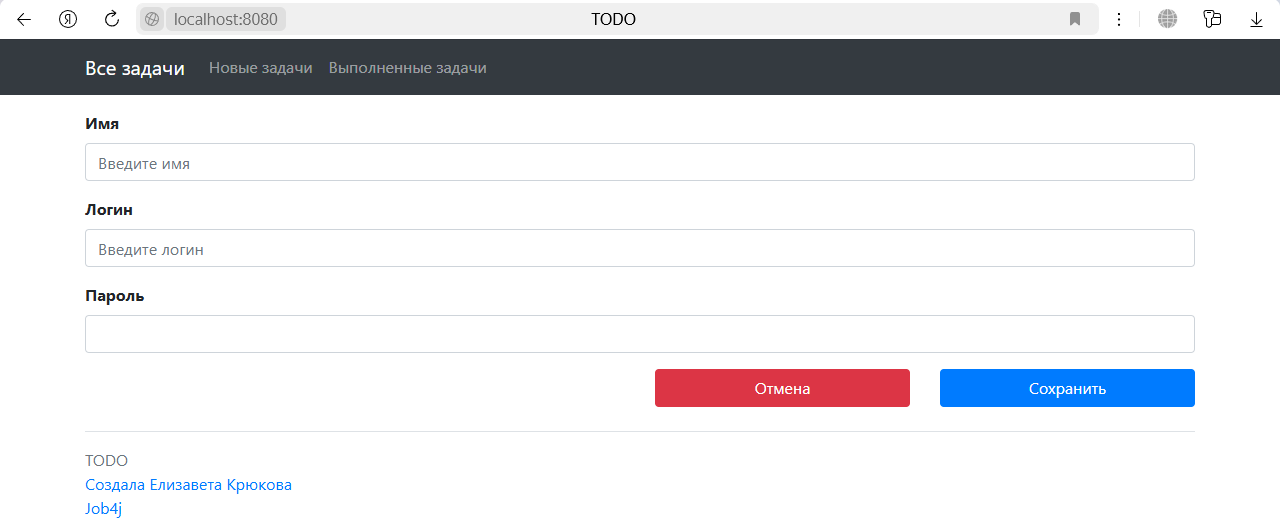 Я localhost:8080 TODO
Все задачи Новые задачи Выполненные задачи
Имя
Введите имя
Логин
Введите логин
Пароль
Отмена Сохранить
TODO
Создала Елизавета Крюкова
Job4j